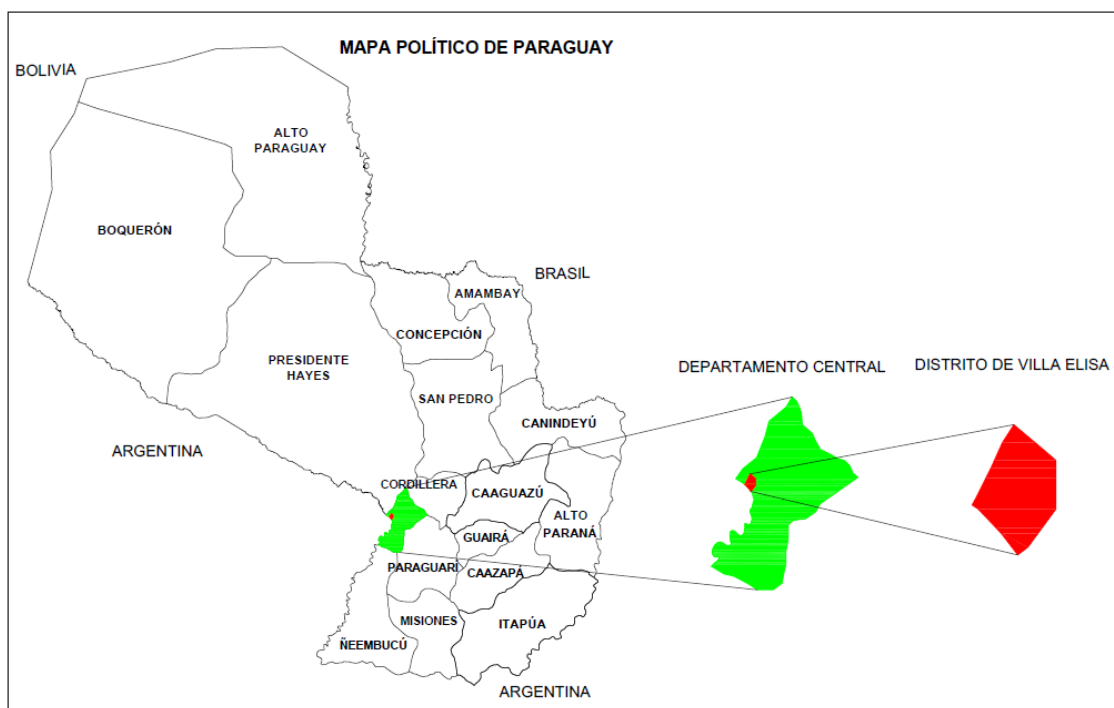 MAPA POLÍTICO DE PARAGUAY
BOLIVIA
ALTO
PARAGUAY
BOQUERÓN
BRASIL
AMAMBAY
CONCEPCIÓN
PRESIDENTE
HAYES
DEPARTAMENTO CENTRAL
DISTRITO DE VILLA ELISA
SAN PEDRO
CANINDEYÚ
ARGENTINA
CORDILLERA
CAAGUAZÚ
ALTO
PARANÁ
GUAIRÁ
PARAGUARI
CAAZAPÁ
MISIONES
ITAPÚA
ÑEEMBUCÚ
ARGENTINA